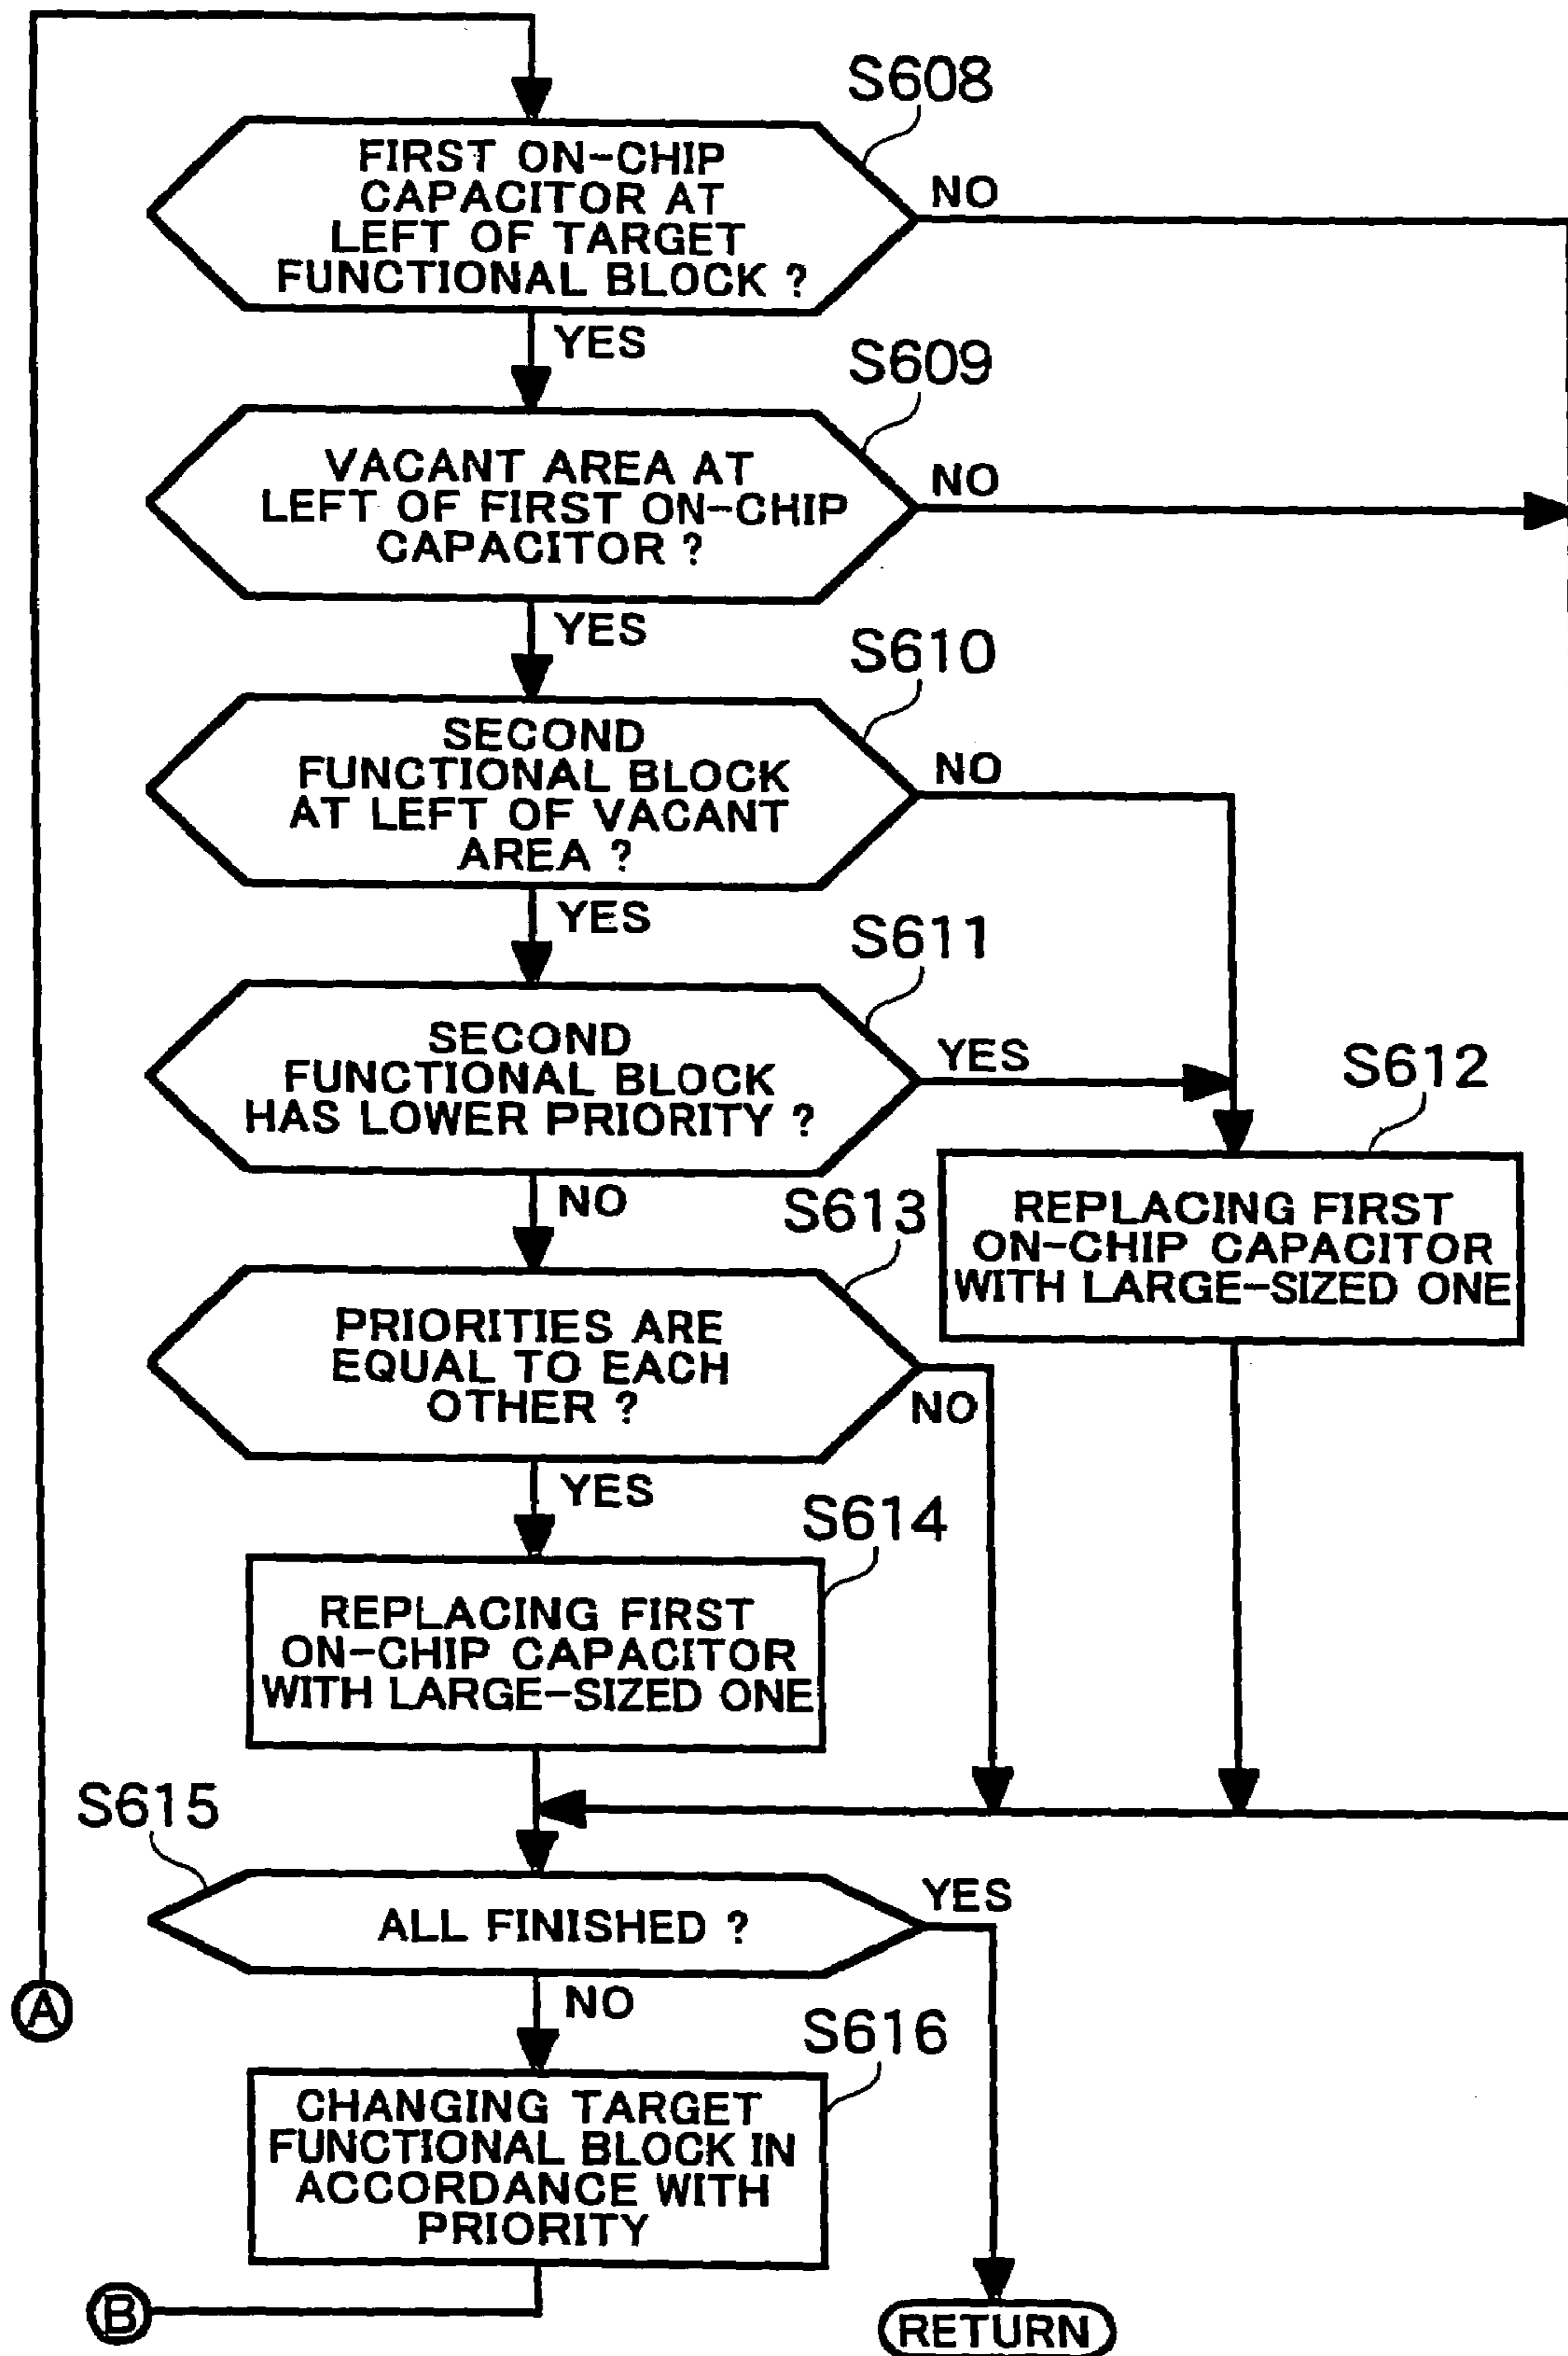 S608
FIRST ON-CHIP
CAPACITOR AT
LEFT OF TARGET
FUNCTIONAL BLOCK ?
NO
YES
S609
VACANT AREA AT
LEFT OF FIRST ON-CHIP
CAPACITOR ?
NO
YES
S610
SECOND
FUNCTIONAL BLOCK
AT LEFT OF VACANT
AREA ?
NO
YES
S611
SECOND
FUNCTIONAL BLOCK
HAS LOWER PRIORITY ?
YES
NO
S612
REPLACING FIRST
ON-CHIP CAPACITOR
WITH LARGE-SIZED ONE
S613
PRIORITIES ARE
EQUAL TO EACH
OTHER ?
NO
YES
S614
REPLACING FIRST
ON-CHIP CAPACITOR
WITH LARGE-SIZED ONE
S615
ALL FINISHED ?
YES
NO
A
S616
CHANGING TARGET
FUNCTIONAL BLOCK IN
ACCORDANCE WITH
PRIORITY
B
RETURN